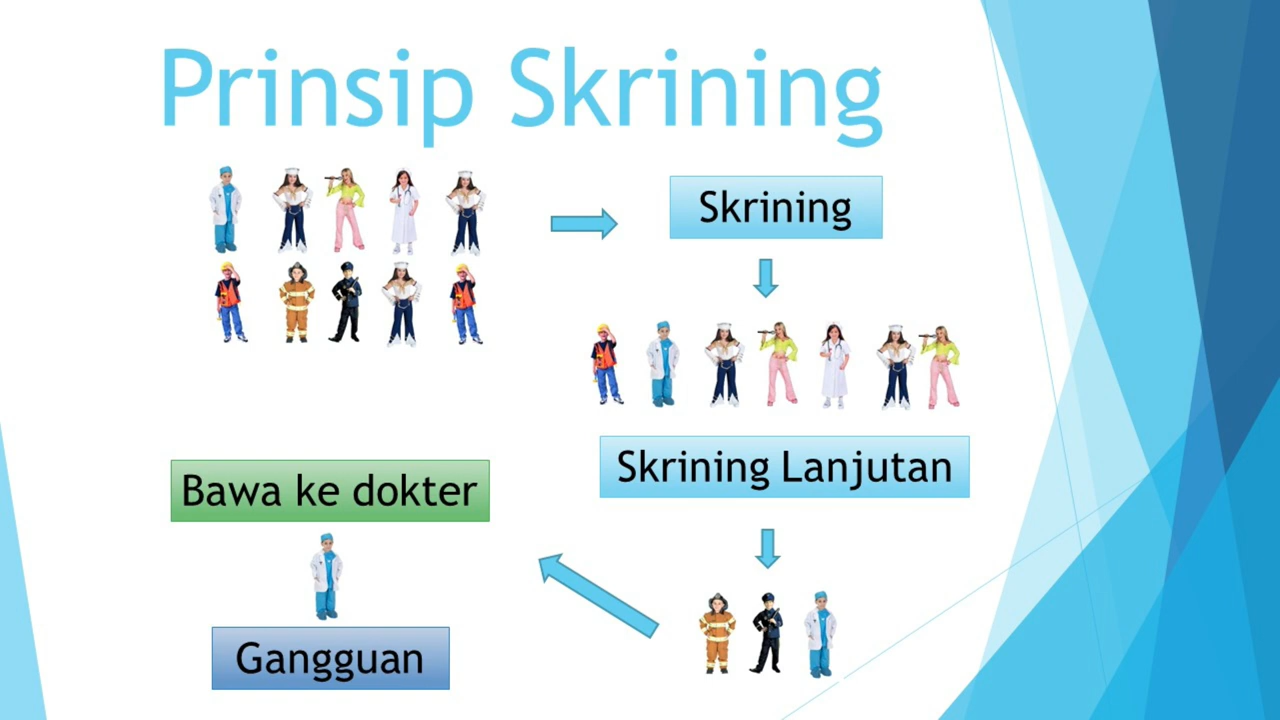 Prinsip Skrining
Skrining
Skrining Lanjutan
Bawa ke dokter
Gangguan